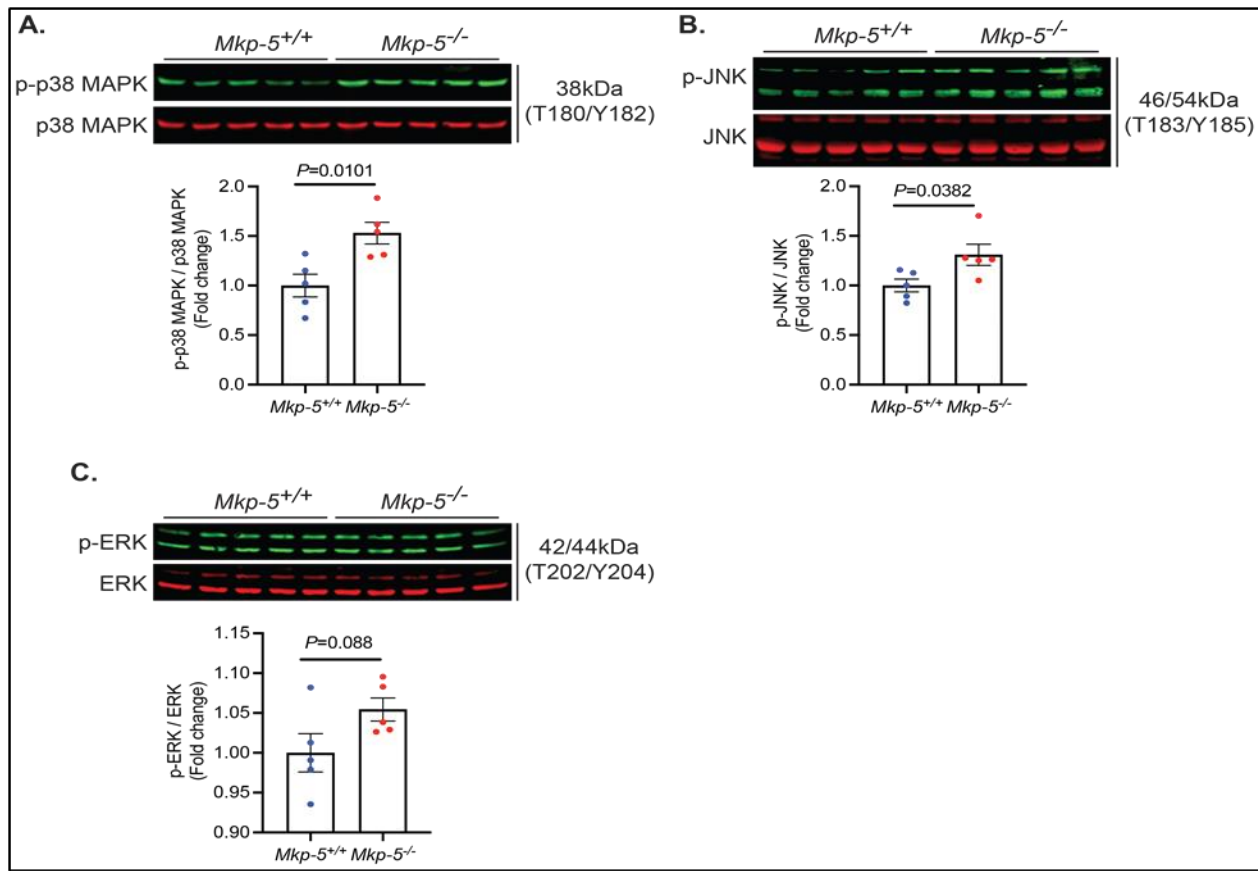 A.
Mkp-5+/+ Mkp-5-/-
p-p38 MAPK
p38 MAPK
38kDa
(T180/Y182)
P=0.0101
2.0
1.5
1.0
0.5
0.0
p-p38 MAPK / p38 MAPK
(Fold change)
Mkp-5+/+ Mkp-5-/-
B.
Mkp-5+/+ Mkp-5-/-
p-JNK
JNK
46/54kDa
(T183/Y185)
P=0.0382
2.0
1.5
1.0
0.5
0.0
p-JNK / JNK
(Fold change)
Mkp-5+/+ Mkp-5-/-
C.
Mkp-5+/+ Mkp-5-/-
p-ERK
ERK
42/44kDa
(T202/Y204)
P=0.088
1.15
1.10
1.05
1.00
0.95
0.90
p-ERK / ERK
(Fold change)
Mkp-5+/+ Mkp-5-/-